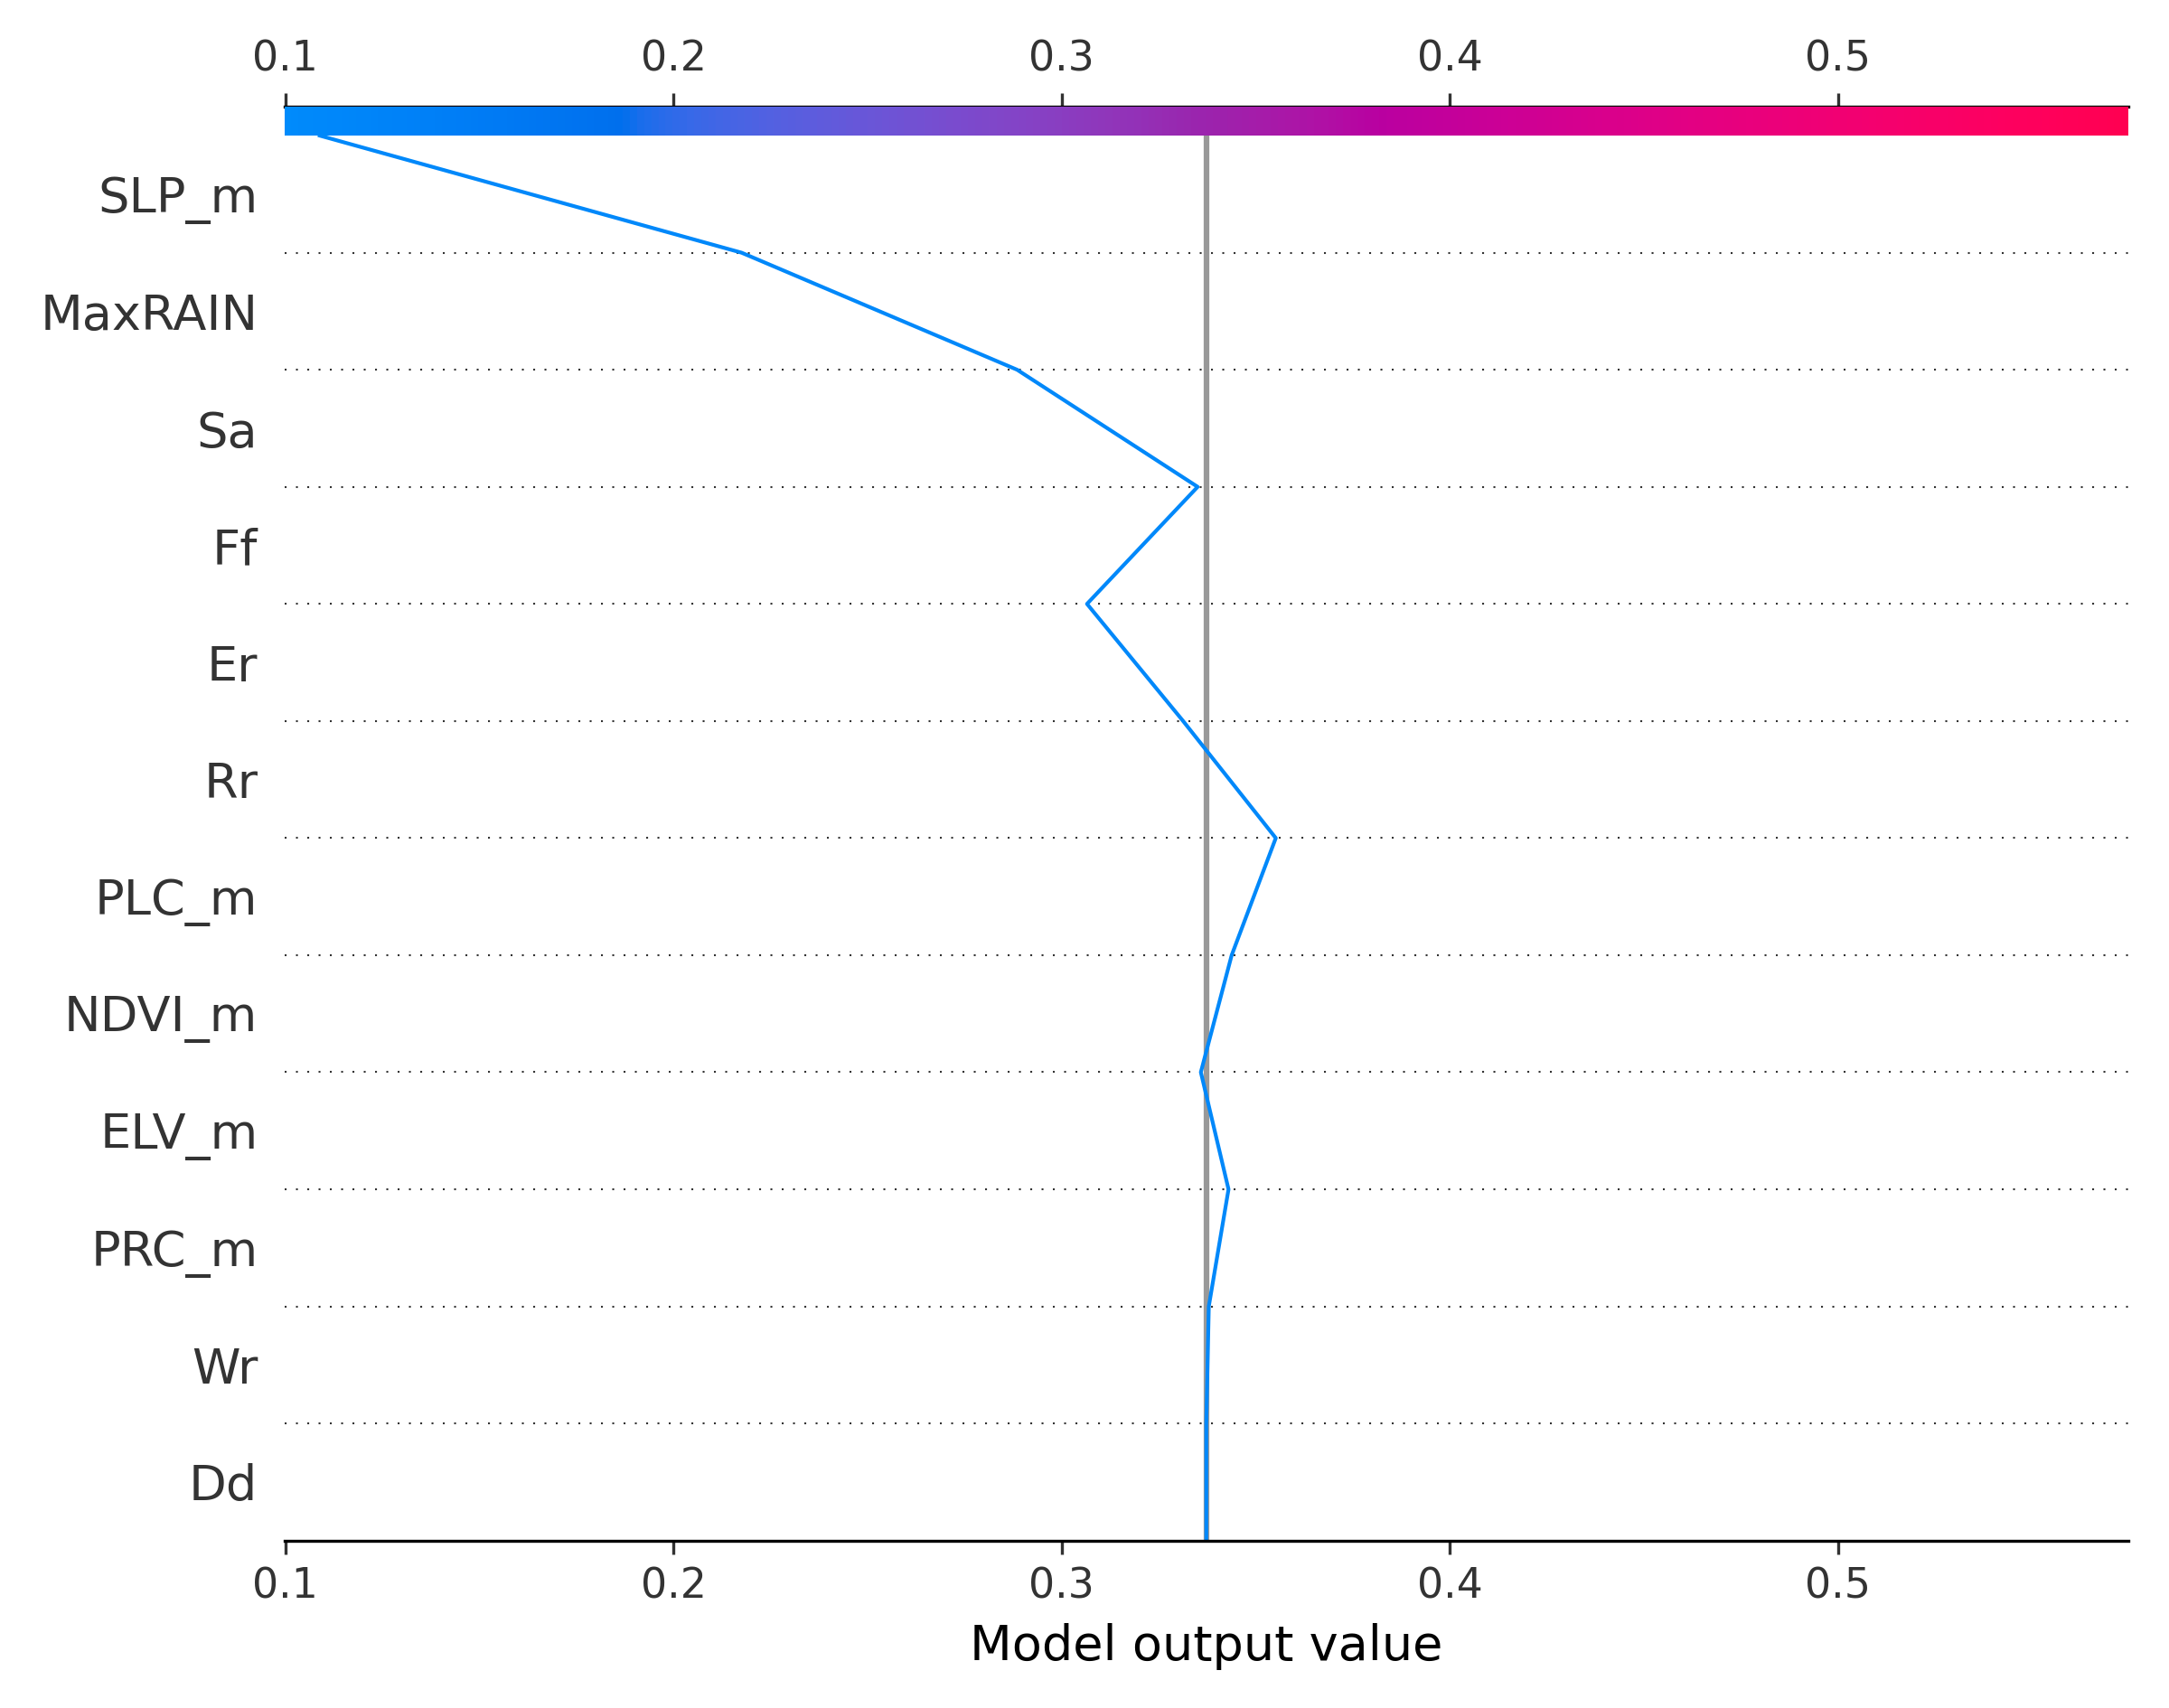 0.1 0.2 0.3 0.4 0.5
SLP_m
MaxRAIN
Sa
Ff
Er
Rr
PLC_m
NDVI_m
ELV_m
PRC_m
Wr
Dd
0.1 0.2 0.3 0.4 0.5
Model output value